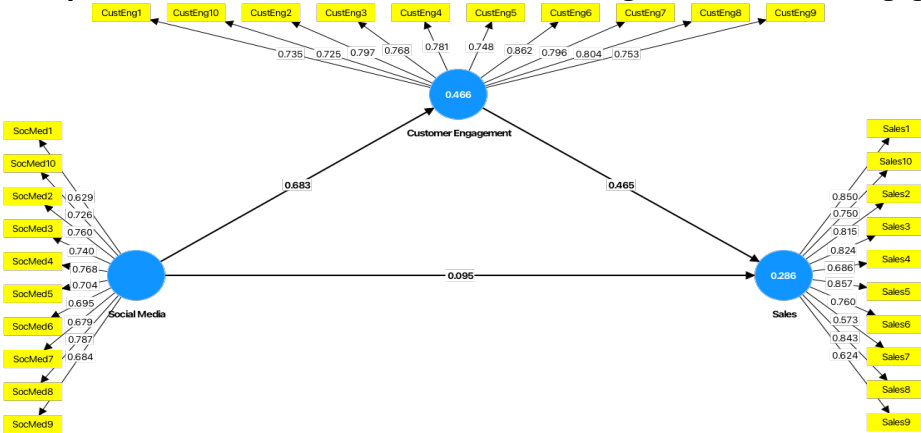 CustEng1 CustEng10 CustEng2 CustEng3 CustEng4 CustEng5 CustEng6 CustEng7 CustEng8 CustEng9
0.735 0.725 0.797 0.768 0.781 0.748 0.862 0.796 0.804 0.753
0.466
Customer Engagement
SocMed1
SocMed10
SocMed2
SocMed3
SocMed4
SocMed5
SocMed6
SocMed7
SocMed8
SocMed9
0.629
0.726
0.760
0.740
0.768
0.704
0.695
0.679
0.787
0.684
Social Media
0.683
0.465
0.095
0.286
Sales
0.850
0.750
0.815
0.824
0.686
0.857
0.760
0.573
0.843
0.624
Sales1
Sales10
Sales2
Sales3
Sales4
Sales5
Sales6
Sales7
Sales8
Sales9